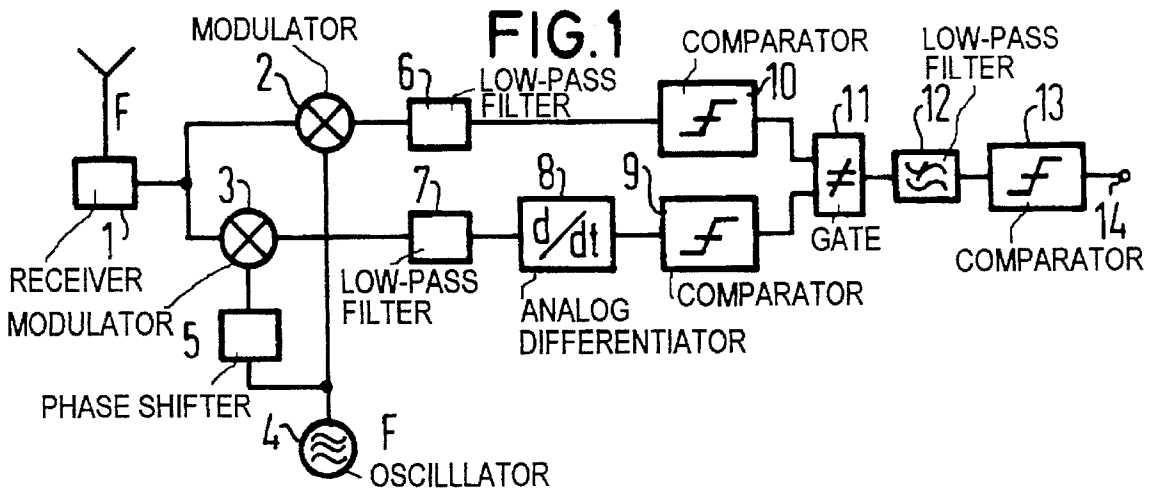 FIG.1
MODULATOR
2
6
LOW-PASS
FILTER
COMPARATOR
10
LOW-PASS
FILTER
11
12
13
F
1
3
7
8
d/dt
9
≠
GATE
14
COMPARATOR
RECEIVER
MODULATOR
LOW-PASS
FILTER
ANALOG
DIFFERENTIATOR
COMPARATOR
5
PHASE SHIFTER
4
F
OSCILLLATOR